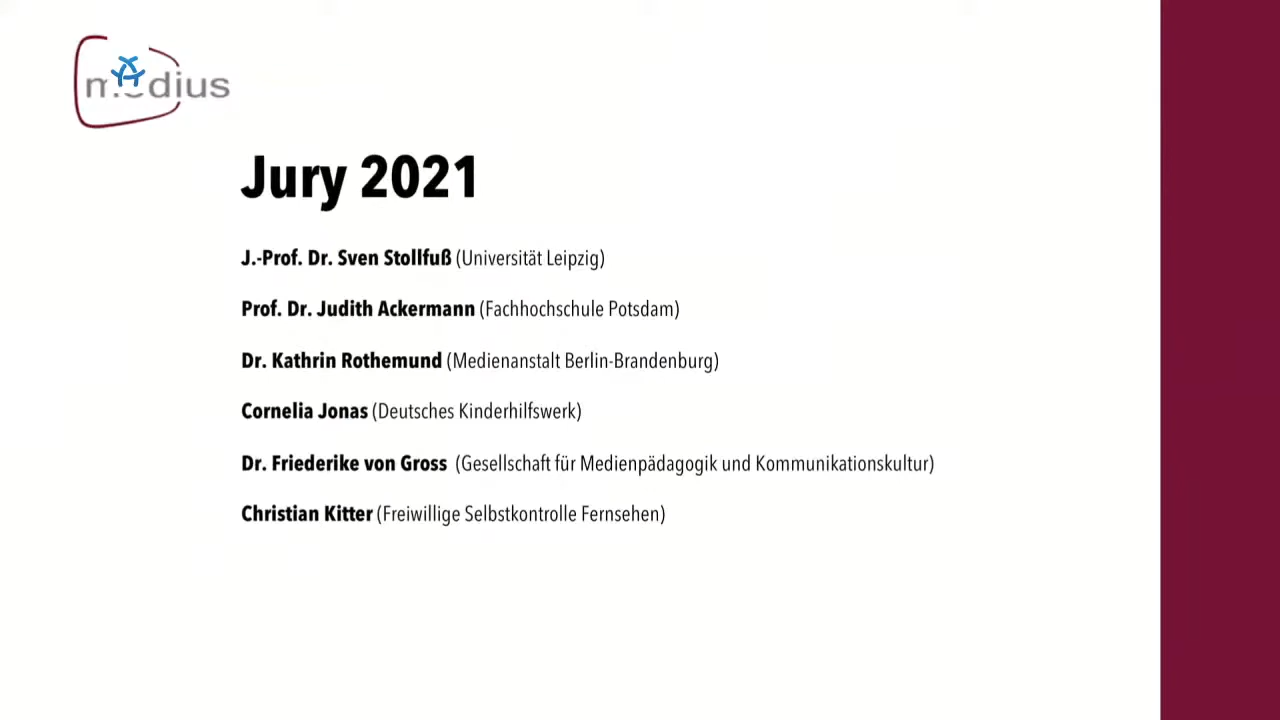 Jury 2021
J.-Prof. Dr. Sven Stollfuß (Universität Leipzig)
Prof. Dr. Judith Ackermann (Fachhochschule Potsdam)
Dr. Kathrin Rothemund (Medienanstalt Berlin-Brandenburg)
Cornelia Jonas (Deutsches Kinderhilfswerk)
Dr. Friederike von Gross (Gesellschaft für Medienpädagogik und Kommunikationskultur)
Christian Kitter (Freiwillige Selbstkontrolle Fernsehen)